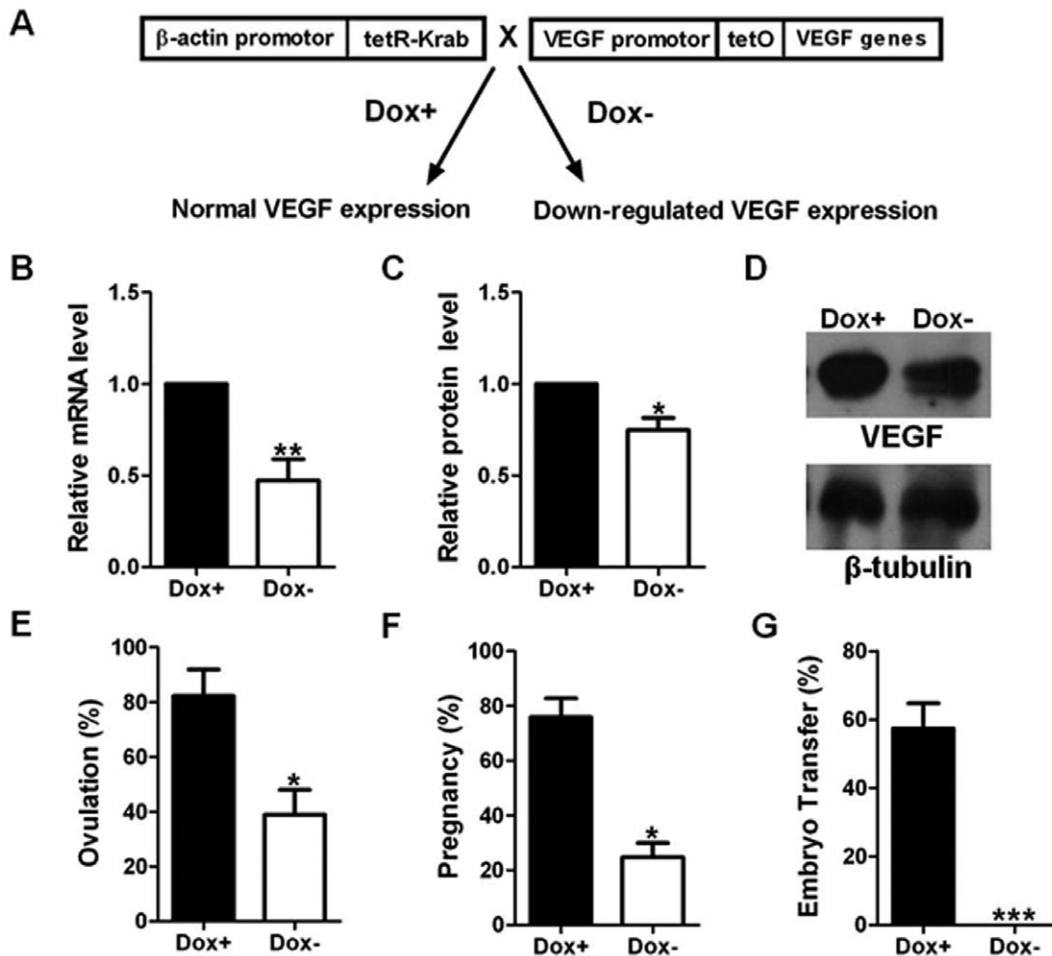 A
β-actin promotor tetR-Krab X VEGF promotor tetO VEGF genes
Dox+ Dox-
Normal VEGF expression Down-regulated VEGF expression
B
Relative mRNA level
1.5
1.0
0.5
0.0
**
Dox+ Dox-
C
Relative protein level
1.5
1.0
0.5
0.0
*
Dox+ Dox-
D
Dox+ Dox-
VEGF
β-tubulin
E
Ovulation (%)
100
80
60
40
20
0
*
Dox+ Dox-
F
Pregnancy (%)
100
80
60
40
20
0
*
Dox+ Dox-
G
Embryo Transfer (%)
80
60
40
20
0
***
Dox+ Dox-